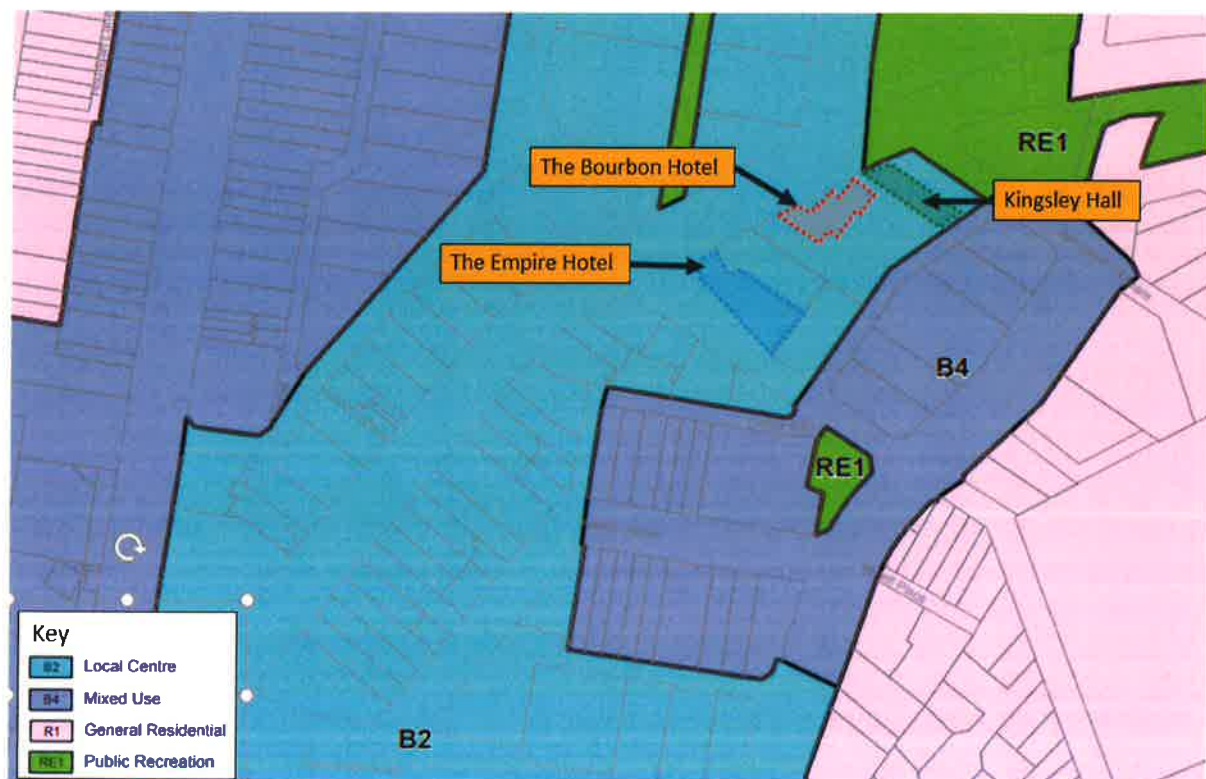 RE1
The Bourbon Hotel
Kingsley Hall
The Empire Hotel
B4
RE1
Key
B2 Local Centre
B4 Mixed Use
R1 General Residential
RE1 Public Recreation
B2